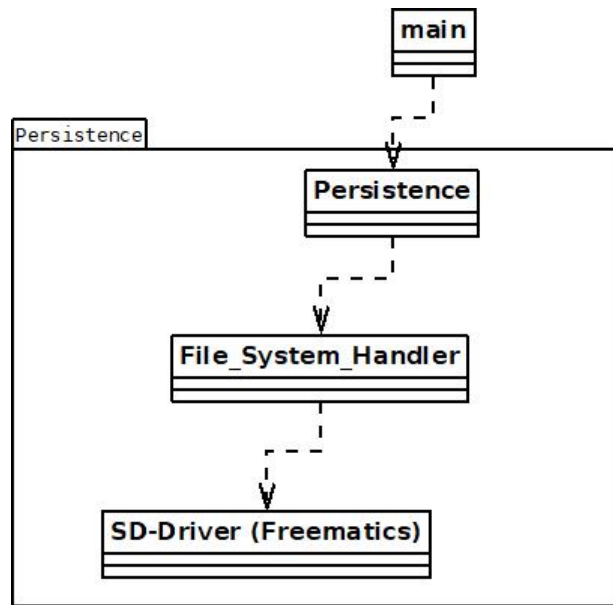 main
Persistence
Persistence
File_System_Handler
SD-Driver (Freematics)